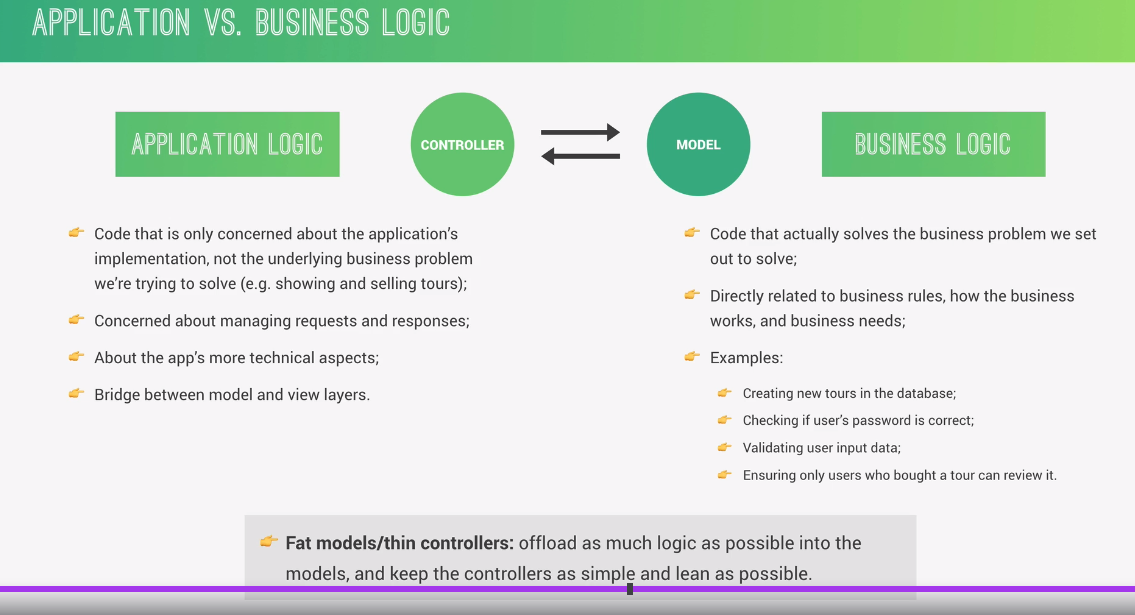 APPLICATION VS. BUSINESS LOGIC
APPLICATION LOGIC
CONTROLLER
MODEL
BUSINESS LOGIC
Code that is only concerned about the application's
implementation, not the underlying business problem
we're trying to solve (e.g. showing and selling tours);
Concerned about managing requests and responses;
About the app's more technical aspects;
Bridge between model and view layers.
Code that actually solves the business problem we set
out to solve;
Directly related to business rules, how the business
works, and business needs;
Examples:
Creating new tours in the database;
Checking if user's password is correct;
Validating user input data;
Ensuring only users who bought a tour can review it.
Fat models/thin controllers: offload as much logic as possible into the
models, and keep the controllers as simple and lean as possible.